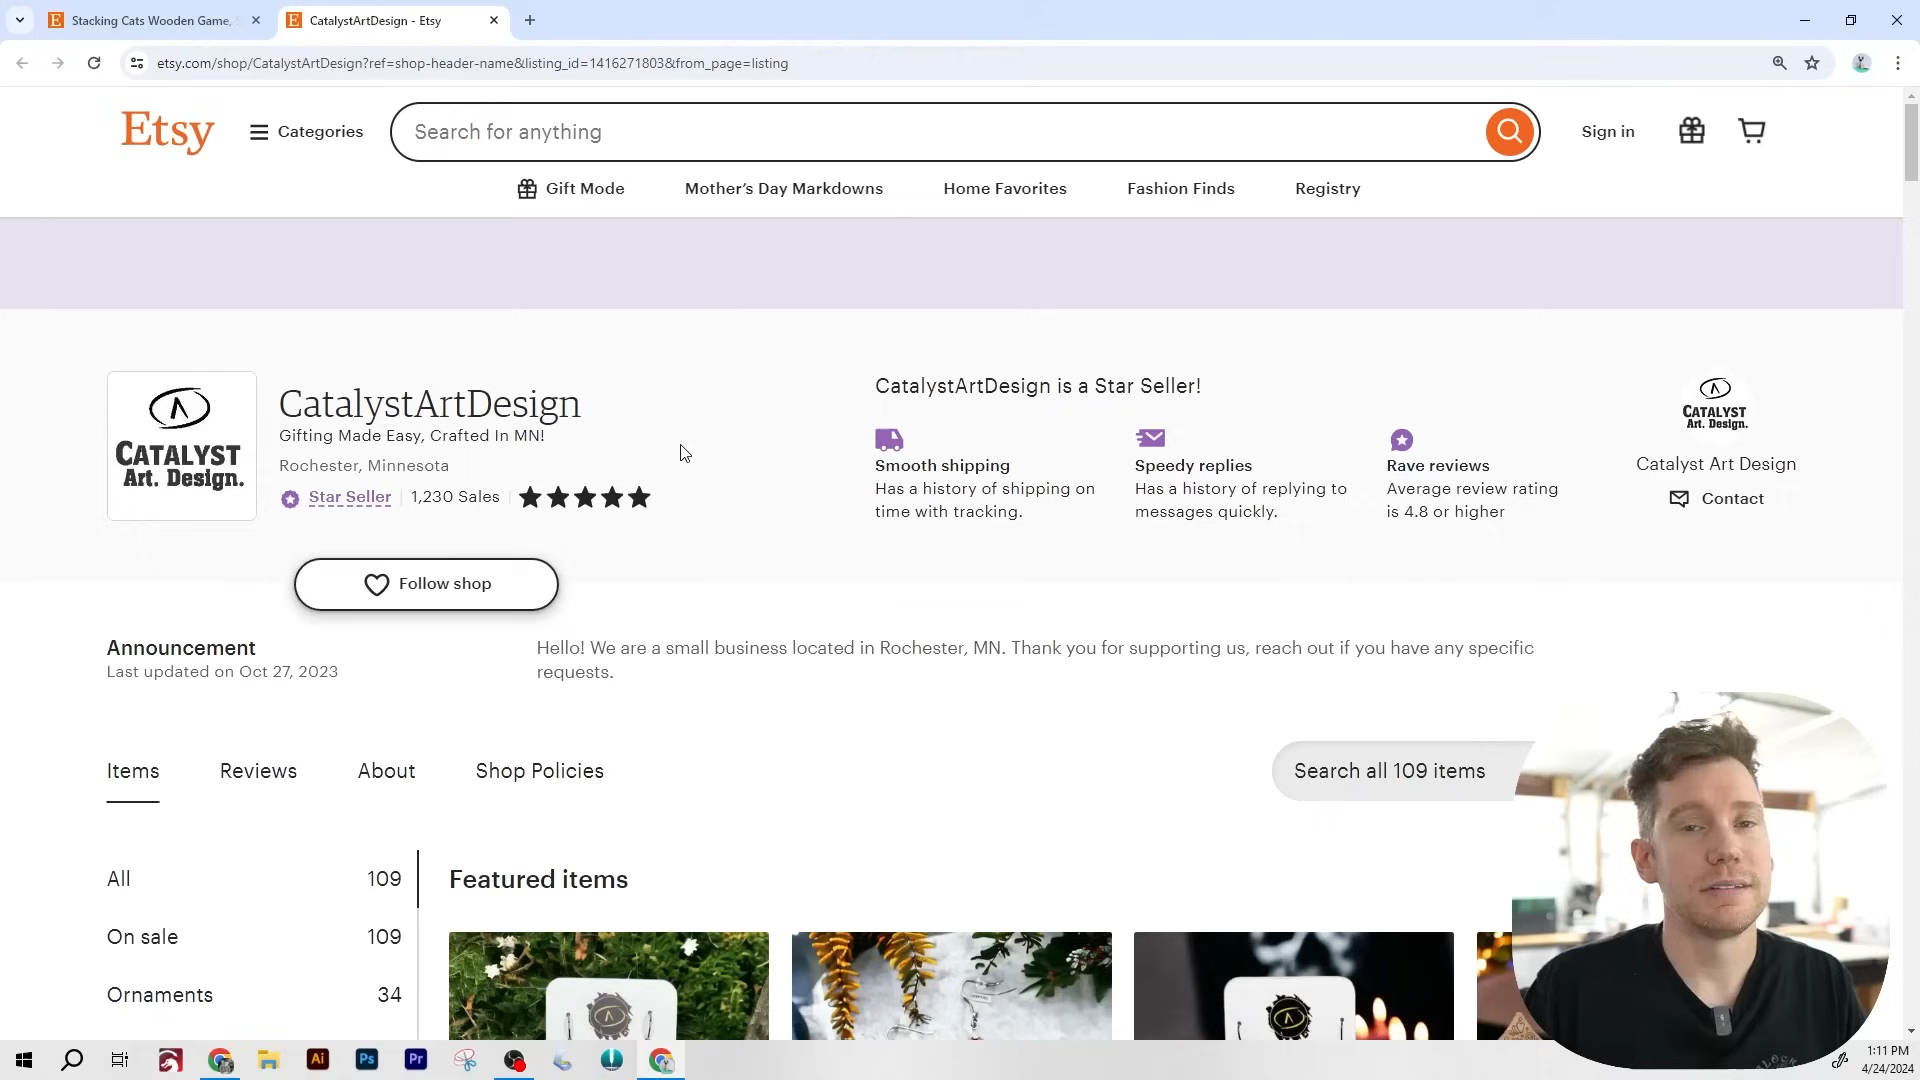 Stacking Cats Wooden Game,
CatalystArtDesign - Etsy
etsy.com/shop/CatalystArtDesign?ref=shop-header-name&listing_id=1416271803&from_page=listing
Etsy
Categories
Search for anything
Sign in
Gift Mode
Mother's Day Markdowns
Home Favorites
Fashion Finds
Registry
CATALYST
Art. Design.
CatalystArtDesign
Gifting Made Easy, Crafted In MN!
Rochester, Minnesota
Star Seller
1,230 Sales
CatalystArtDesign is a Star Seller!
Smooth shipping
Has a history of shipping on
time with tracking.
Speedy replies
Has a history of replying to
messages quickly.
Rave reviews
Average review rating
is 4.8 or higher
CATALYST
Art. Design.
Catalyst Art Design
Contact
Follow shop
Announcement
Last updated on Oct 27, 2023
Hello! We are a small business located in Rochester, MN. Thank you for supporting us, reach out if you have any specific
requests.
Items
Reviews
About
Shop Policies
Search all 109 items
All 109
On sale 109
Ornaments 34
Featured items
Ai
Ps
Pr
1:11 PM
4/24/2024